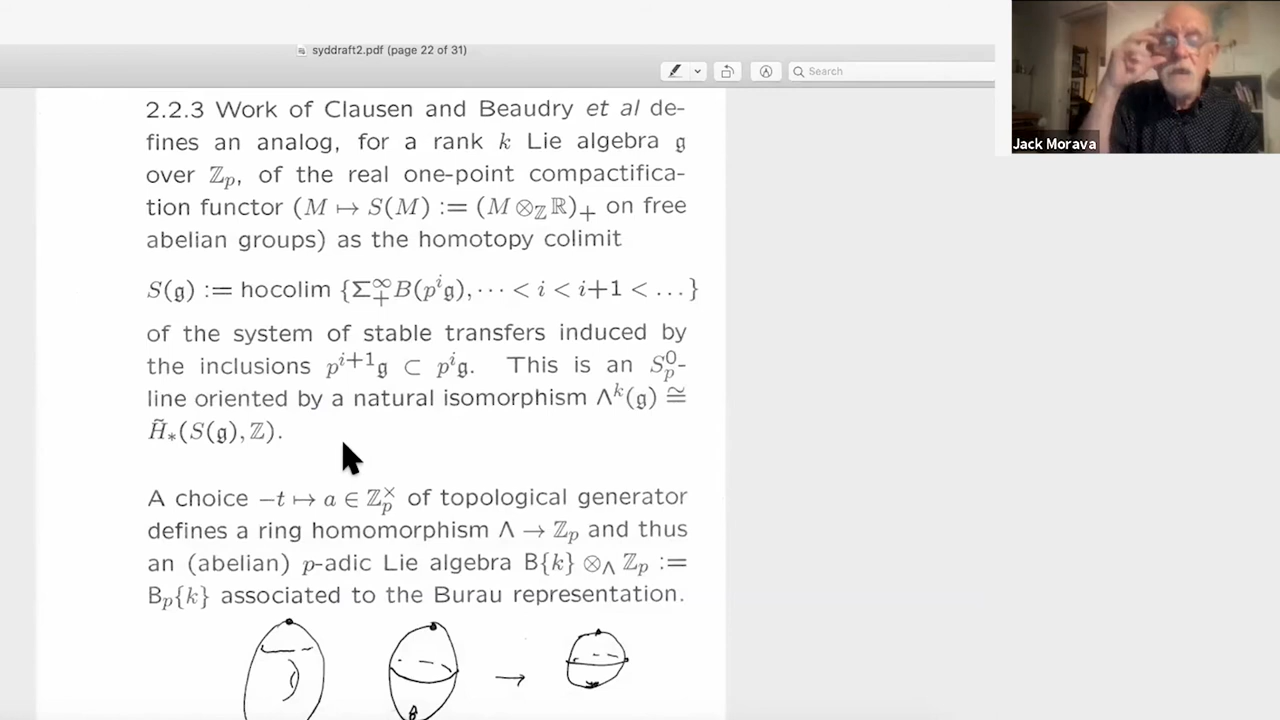 syddraft2.pdf (page 22 of 31)
Search
Jack Morava
2.2.3 Work of Clausen and Beaudry et al de-
fines an analog, for a rank k Lie algebra 𝔤
over ℤp, of the real one-point compactifica-
tion functor (M ↦ S(M) := (M ⊗ℤ ℝ)₊ on free
abelian groups) as the homotopy colimit
S(𝔤) := hocolim {Σ^∞_+ B(p^i 𝔤), ··· < i < i+1 < ...}
of the system of stable transfers induced by
the inclusions p^{i+1}𝔤 ⊂ p^i𝔤. This is an S^0_p-
line oriented by a natural isomorphism Λ^k(𝔤) ≅
H̃_*(S(𝔤), ℤ).
A choice −t ↦ a ∈ ℤ_p^× of topological generator
defines a ring homomorphism Λ → ℤ_p and thus
an (abelian) p-adic Lie algebra B{k} ⊗_Λ ℤ_p :=
B_p{k} associated to the Burau representation.